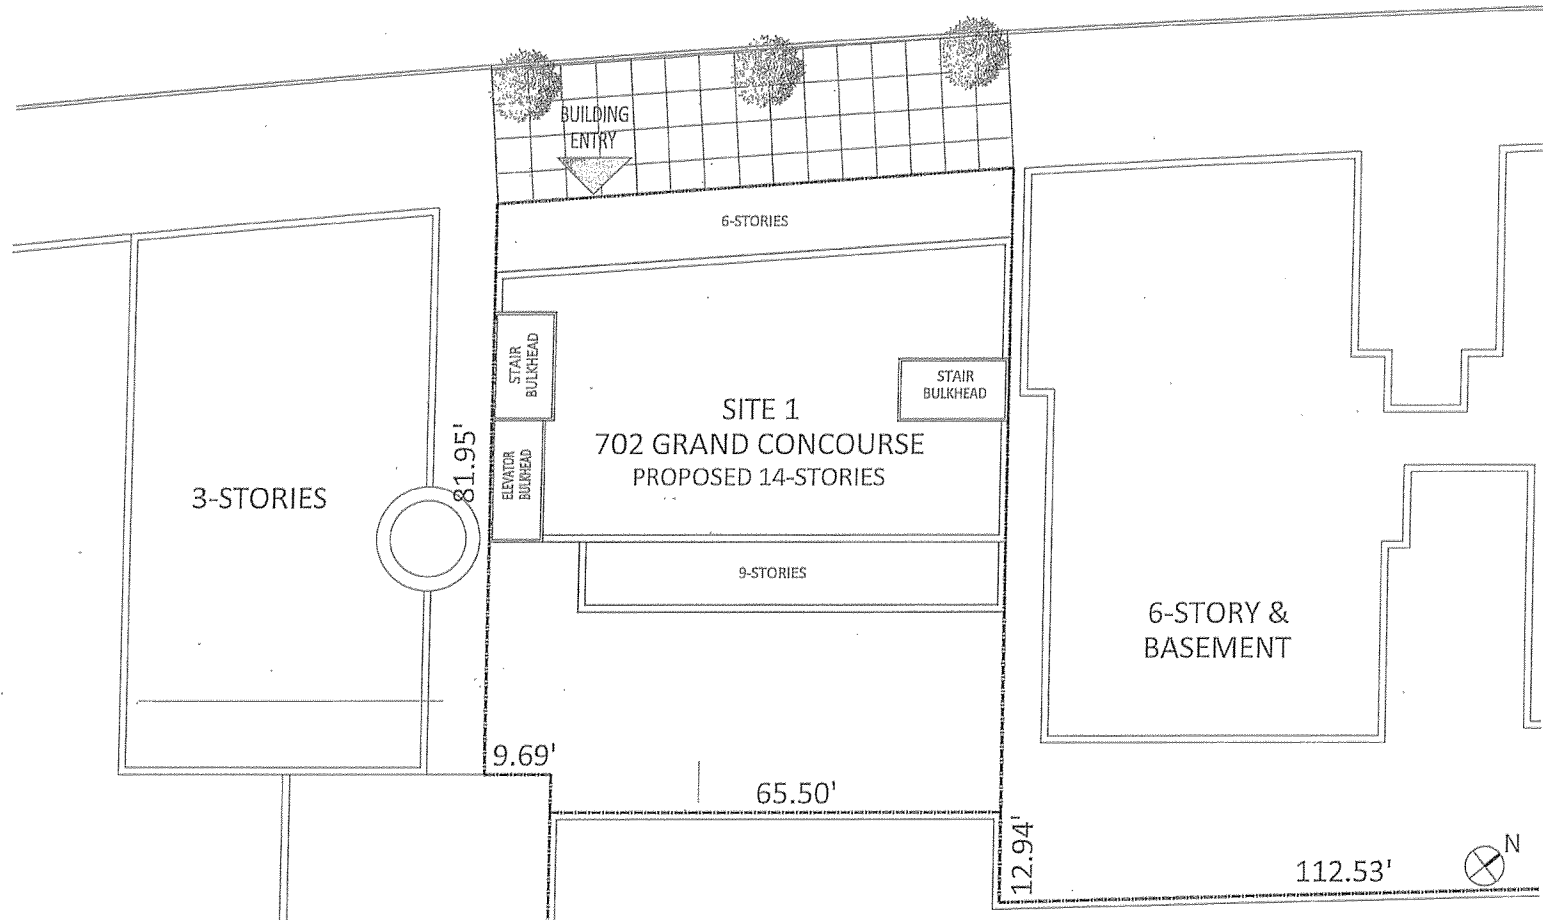 BUILDING
ENTRY
6-STORIES
STAIR
BULKHEAD
STAIR
BULKHEAD
SITE 1
702 GRAND CONCOURSE
PROPOSED 14-STORIES
81.95'
ELEVATOR
BULKHEAD
3-STORIES
9-STORIES
6-STORY &
BASEMENT
9.69'
65.50'
12.94'
112.53'
N